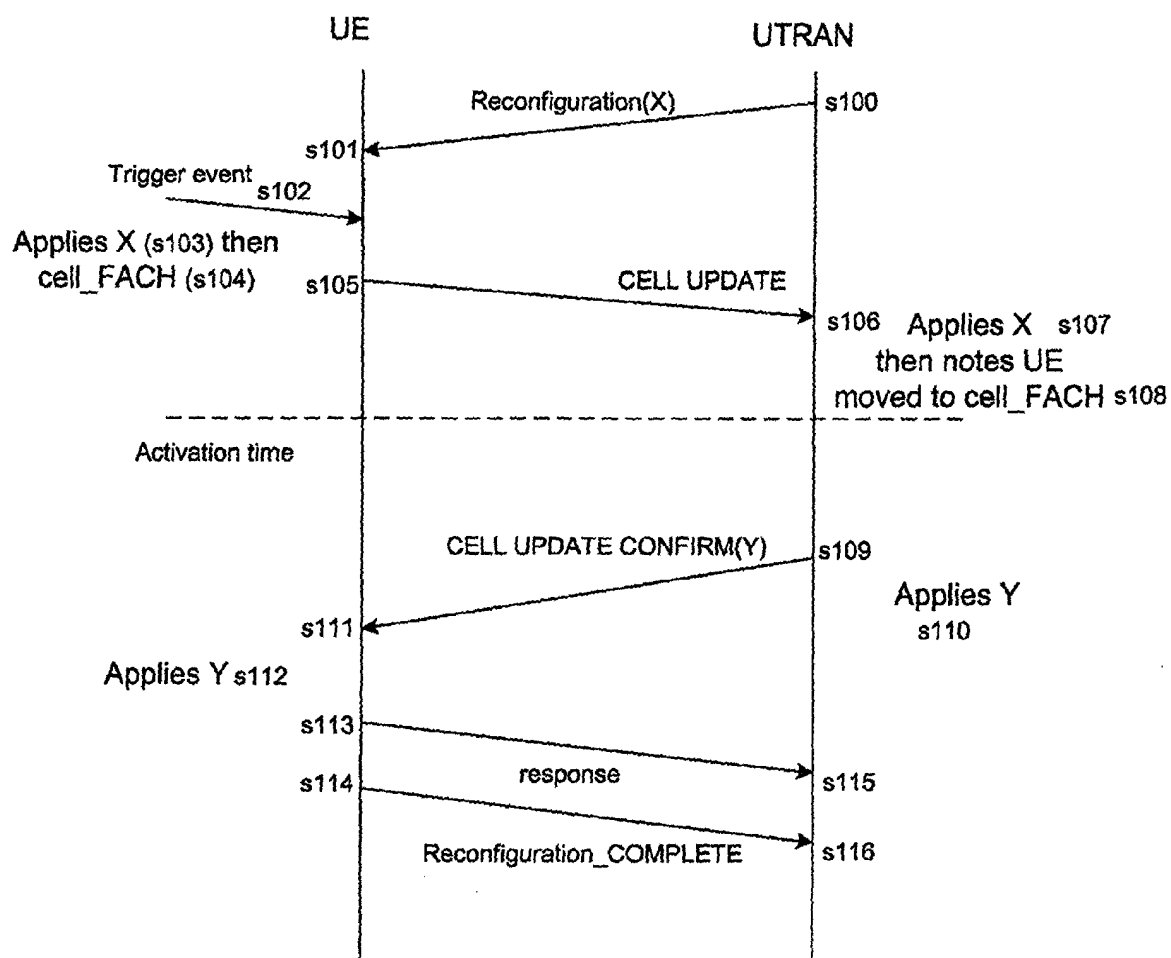 UE
UTRAN
Reconfiguration(X)
s100
s101
Trigger event
s102
Applies X (s103) then
cell_FACH (s104)
s105
CELL UPDATE
s106 Applies X s107
then notes UE
moved to cell_FACH s108
Activation time
CELL UPDATE CONFIRM(Y)
s109
Applies Y
s110
s111
Applies Y s112
s113
response
s115
s114
Reconfiguration_COMPLETE
s116